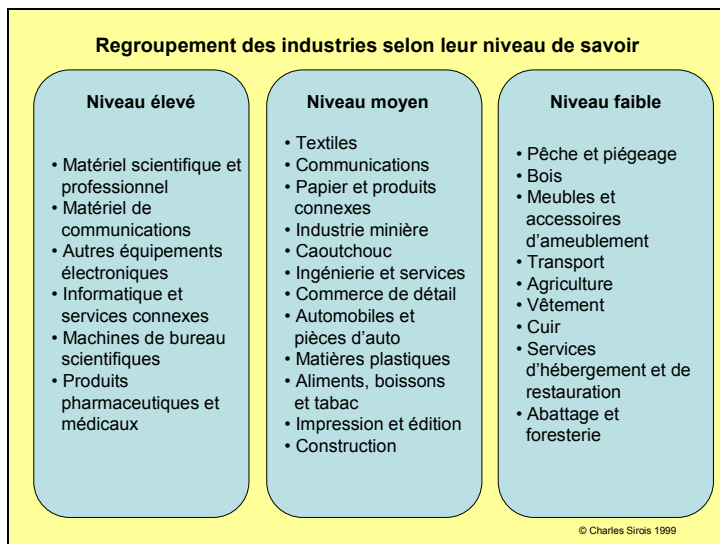 Regroupement des industries selon leur niveau de savoir
Niveau élevé
• Matériel scientifique et
professionnel
• Matériel de
communications
• Autres équipements
électroniques
• Informatique et
services connexes
• Machines de bureau
scientifiques
• Produits
pharmaceutiques et
médicaux
Niveau moyen
• Textiles
• Communications
• Papier et produits
connexes
• Industrie minière
• Caoutchouc
• Ingénierie et services
• Commerce de détail
• Automobiles et
pièces d'auto
• Matières plastiques
• Aliments, boissons
et tabac
• Impression et édition
• Construction
Niveau faible
• Pêche et piégeage
• Bois
• Meubles et
accessoires
d'ameublement
• Transport
• Agriculture
• Vêtement
• Cuir
• Services
d'hébergement et de
restauration
• Abattage et
foresterie
© Charles Sirois 1999